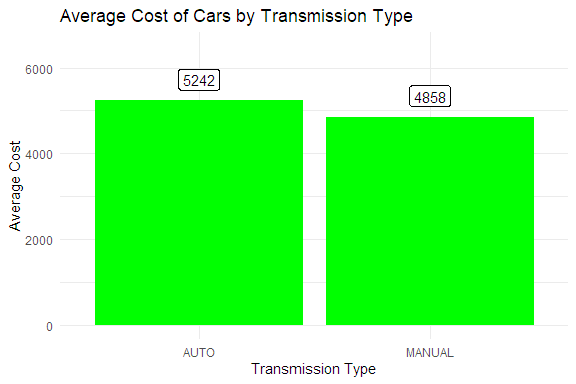 Average Cost of Cars by Transmission Type
6000
4000
2000
0
Average Cost
5242
4858
AUTO
MANUAL
Transmission Type